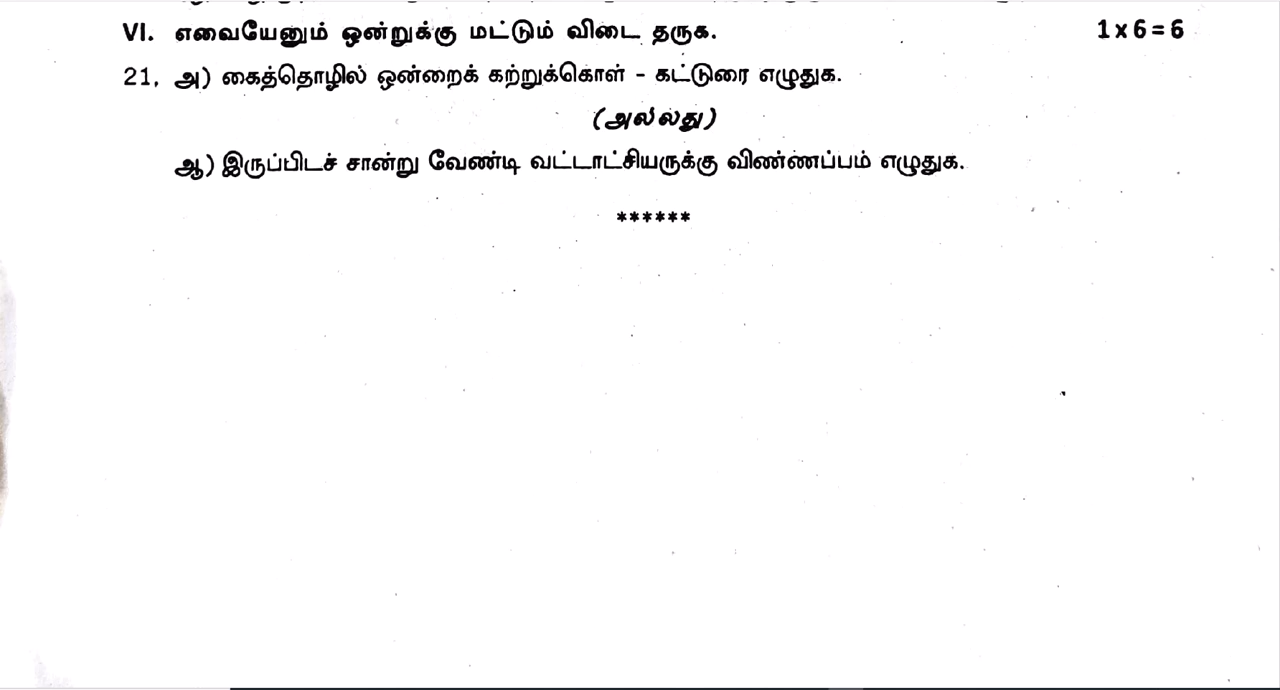 VI. எவையேனும் ஒன்றுக்கு மட்டும் விடை தருக. 1 x 6 = 6
21. அ) கைத்தொழில் ஒன்றைக் கற்றுக்கொள் - கட்டுரை எழுதுக.
(அல்லது)
ஆ) இருப்பிடச் சான்று வேண்டி வட்டாட்சியருக்கு விண்ணப்பம் எழுதுக.
******